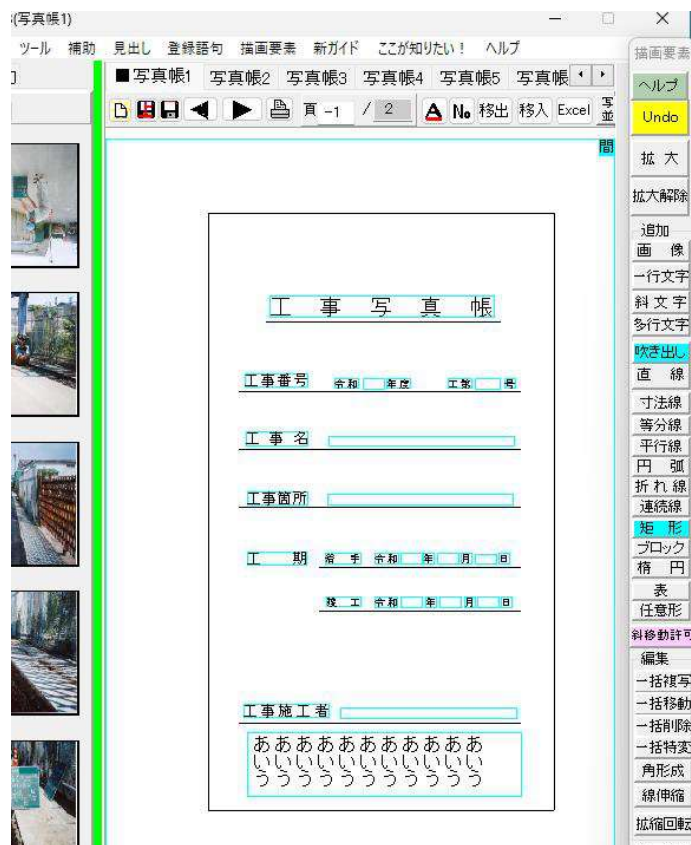 (写真帳1)
ツール 補助 見出し 登録語句 描画要素 新ガイド ここが知りたい! ヘルプ
■写真帳1 写真帳2 写真帳3 写真帳4 写真帳5 写真帳
頁 -1 / 2 A No 移出 移入 Excel 写並
間
工事写真帳
工事番号 令和 年度 工第 号
工事名
工事箇所
工期 着手 令和 年 月 日
竣工 令和 年 月 日
工事施工者
ああああああああああああ
いいいいいいいいいいい
ううううううううううう
描画要素
ヘルプ
Undo
拡大
拡大解除
追加
画像
一行文字
斜文字
多行文字
吹き出し
直線
寸法線
等分線
平行線
円弧
折れ線
連続線
矩形
ブロック
楕円
表
任意形
斜移動許可
編集
一括複写
一括移動
一括削除
一括特変
角形成
線伸縮
拡縮回転